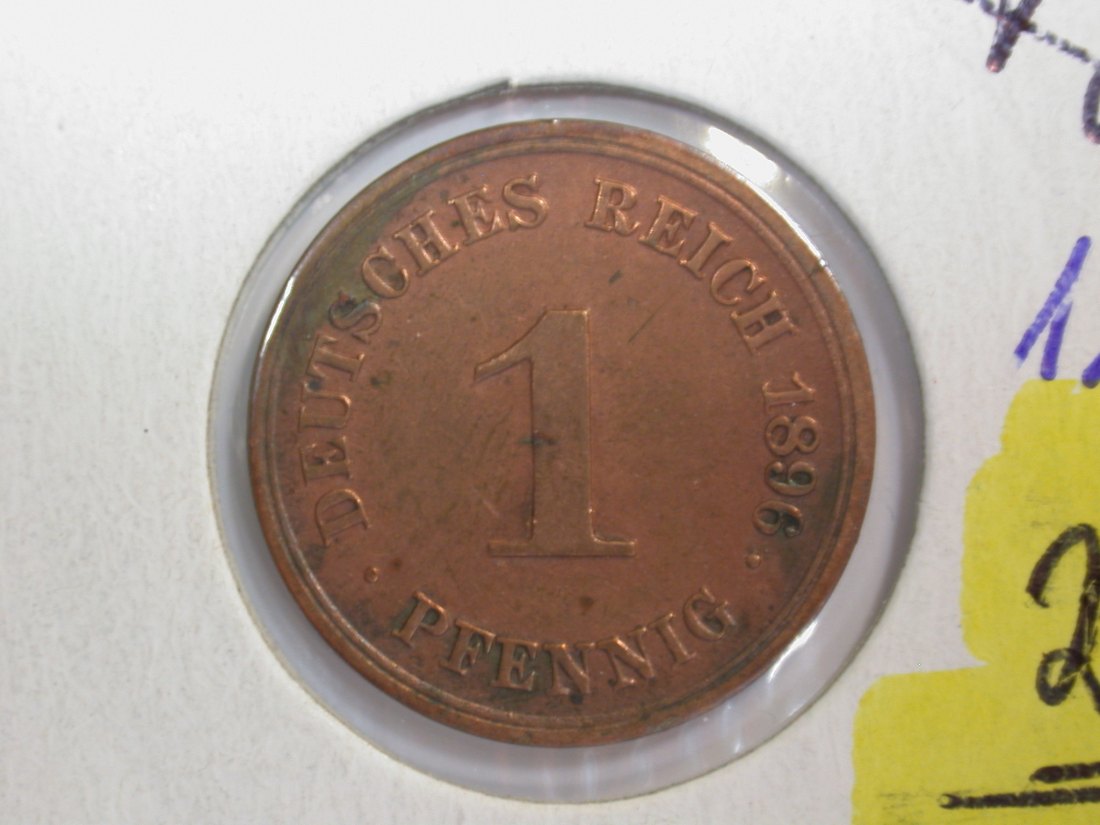 DEUTSCHES REICH 1896
1
PFENNIG